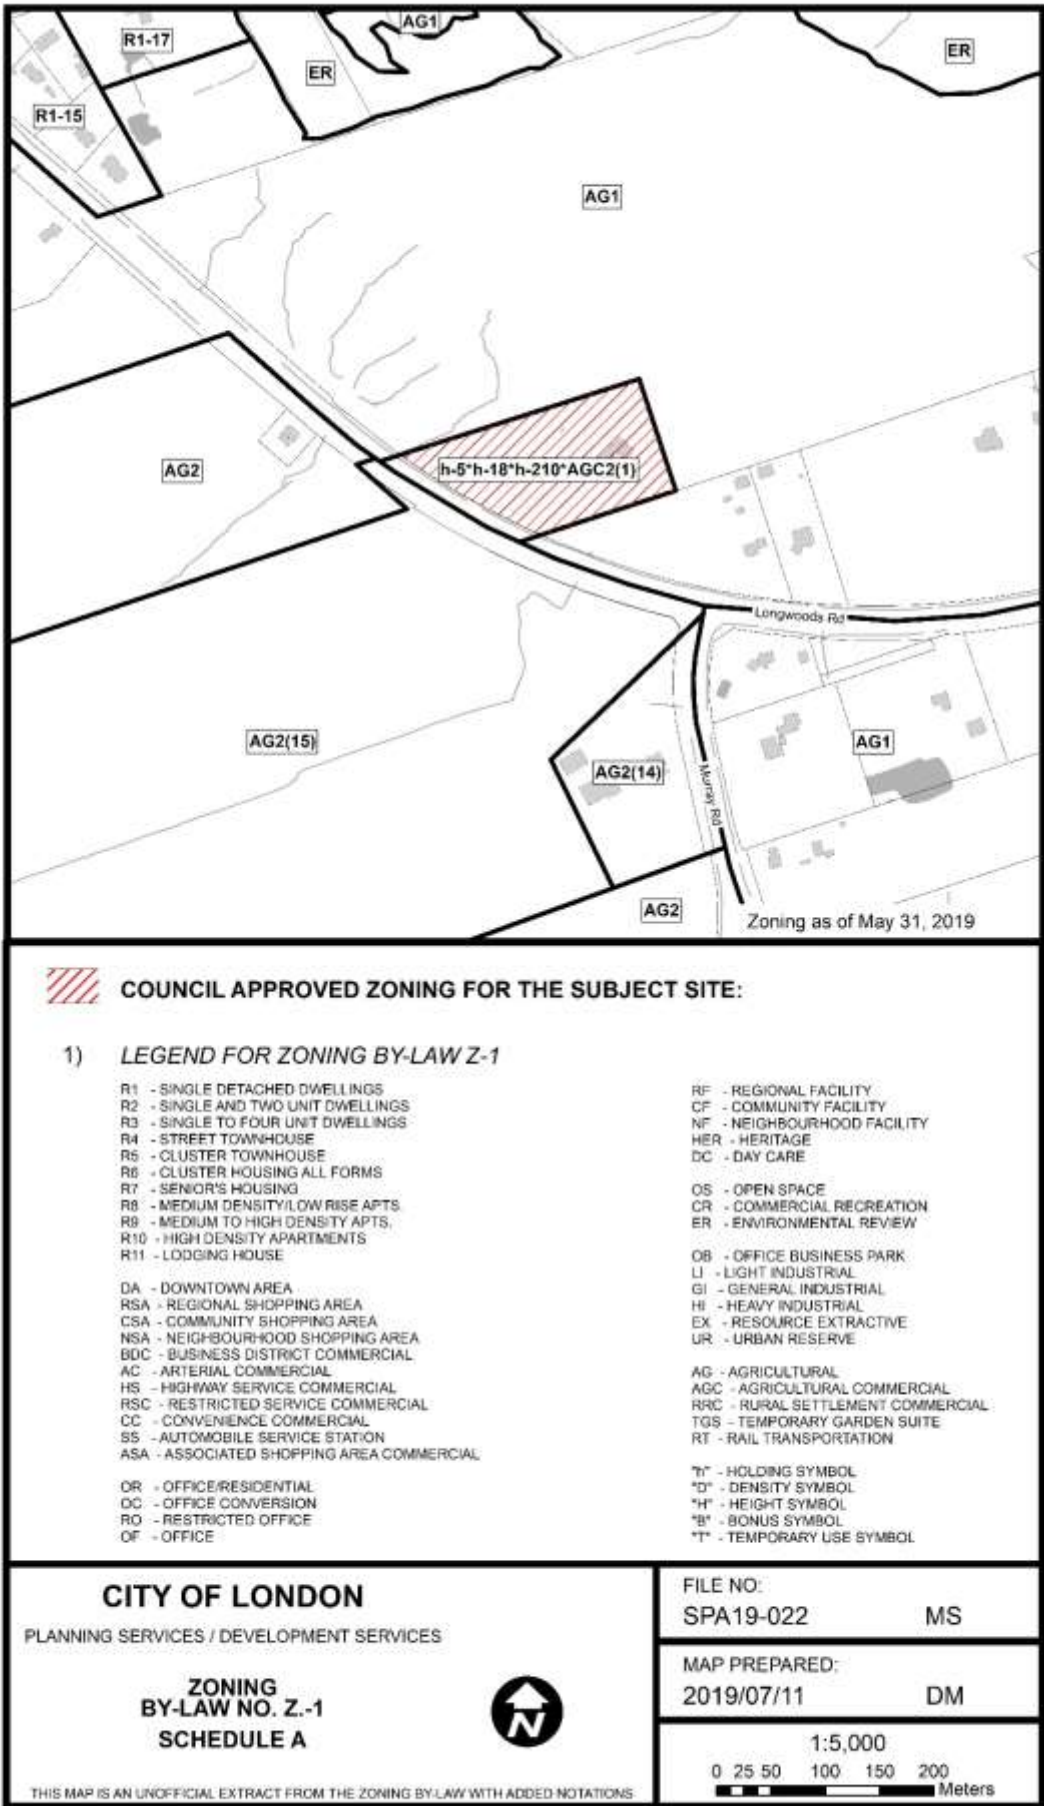 AG1
R1-17
ER
ER
R1-15
AG1
h-5*h-18*h-210*AGC2(1)
AG2
Longwoods Rd
AG2(15)
AG1
AG2(14)
Murray Rd
AG2
Zoning as of May 31, 2019
COUNCIL APPROVED ZONING FOR THE SUBJECT SITE:
1) LEGEND FOR ZONING BY-LAW Z-1
R1 - SINGLE DETACHED DWELLINGS
R2 - SINGLE AND TWO UNIT DWELLINGS
R3 - SINGLE TO FOUR UNIT DWELLINGS
R4 - STREET TOWNHOUSE
R5 - CLUSTER TOWNHOUSE
R6 - CLUSTER HOUSING ALL FORMS
R7 - SENIOR'S HOUSING
R8 - MEDIUM DENSITY/LOW RISE APTS.
R9 - MEDIUM TO HIGH DENSITY APTS.
R10 - HIGH DENSITY APARTMENTS
R11 - LODGING HOUSE
DA - DOWNTOWN AREA
RSA - REGIONAL SHOPPING AREA
CSA - COMMUNITY SHOPPING AREA
NSA - NEIGHBOURHOOD SHOPPING AREA
BDC - BUSINESS DISTRICT COMMERCIAL
AC - ARTERIAL COMMERCIAL
HS - HIGHWAY SERVICE COMMERCIAL
RSC - RESTRICTED SERVICE COMMERCIAL
CC - CONVENIENCE COMMERCIAL
SS - AUTOMOBILE SERVICE STATION
ASA - ASSOCIATED SHOPPING AREA COMMERCIAL
OR - OFFICE/RESIDENTIAL
OC - OFFICE CONVERSION
RO - RESTRICTED OFFICE
OF - OFFICE
RF - REGIONAL FACILITY
CF - COMMUNITY FACILITY
NF - NEIGHBOURHOOD FACILITY
HER - HERITAGE
DC - DAY CARE
OS - OPEN SPACE
CR - COMMERCIAL RECREATION
ER - ENVIRONMENTAL REVIEW
OB - OFFICE BUSINESS PARK
LI - LIGHT INDUSTRIAL
GI - GENERAL INDUSTRIAL
HI - HEAVY INDUSTRIAL
EX - RESOURCE EXTRACTIVE
UR - URBAN RESERVE
AG - AGRICULTURAL
AGC - AGRICULTURAL COMMERCIAL
RRC - RURAL SETTLEMENT COMMERCIAL
TGS - TEMPORARY GARDEN SUITE
RT - RAIL TRANSPORTATION
"h" - HOLDING SYMBOL
"D" - DENSITY SYMBOL
"H" - HEIGHT SYMBOL
"B" - BONUS SYMBOL
"T" - TEMPORARY USE SYMBOL
CITY OF LONDON
PLANNING SERVICES / DEVELOPMENT SERVICES
ZONING
BY-LAW NO. Z.-1
SCHEDULE A
N
THIS MAP IS AN UNOFFICIAL EXTRACT FROM THE ZONING BY-LAW WITH ADDED NOTATIONS
FILE NO:
SPA19-022 MS
MAP PREPARED:
2019/07/11 DM
1:5,000
0 25 50 100 150 200
Meters